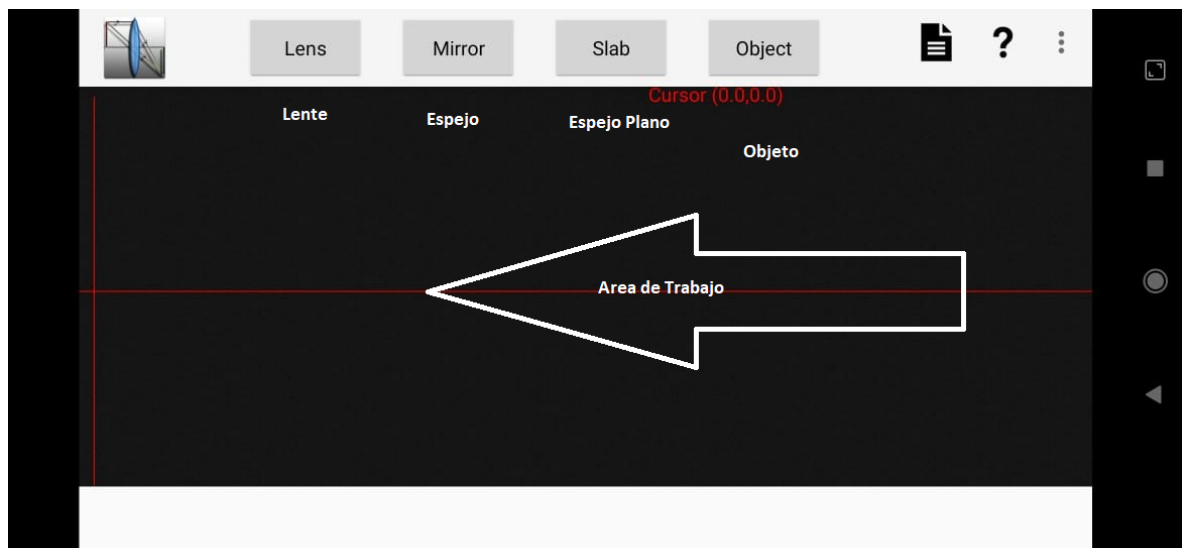 Lens Mirror Slab Object ?
Cursor (0.0,0.0)
Lente Espejo Espejo Plano
Objeto
Area de Trabajo